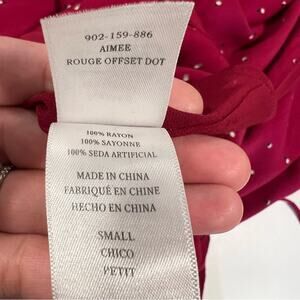 902-159-886
AIMEE
ROUGE OFFSET DOT
100% RAYON
100% SAYONNE
100% SEDA ARTIFICIAL
MADE IN CHINA
FABRIQUÉ EN CHINE
HECHO EN CHINA
SMALL
CHICO
PETIT